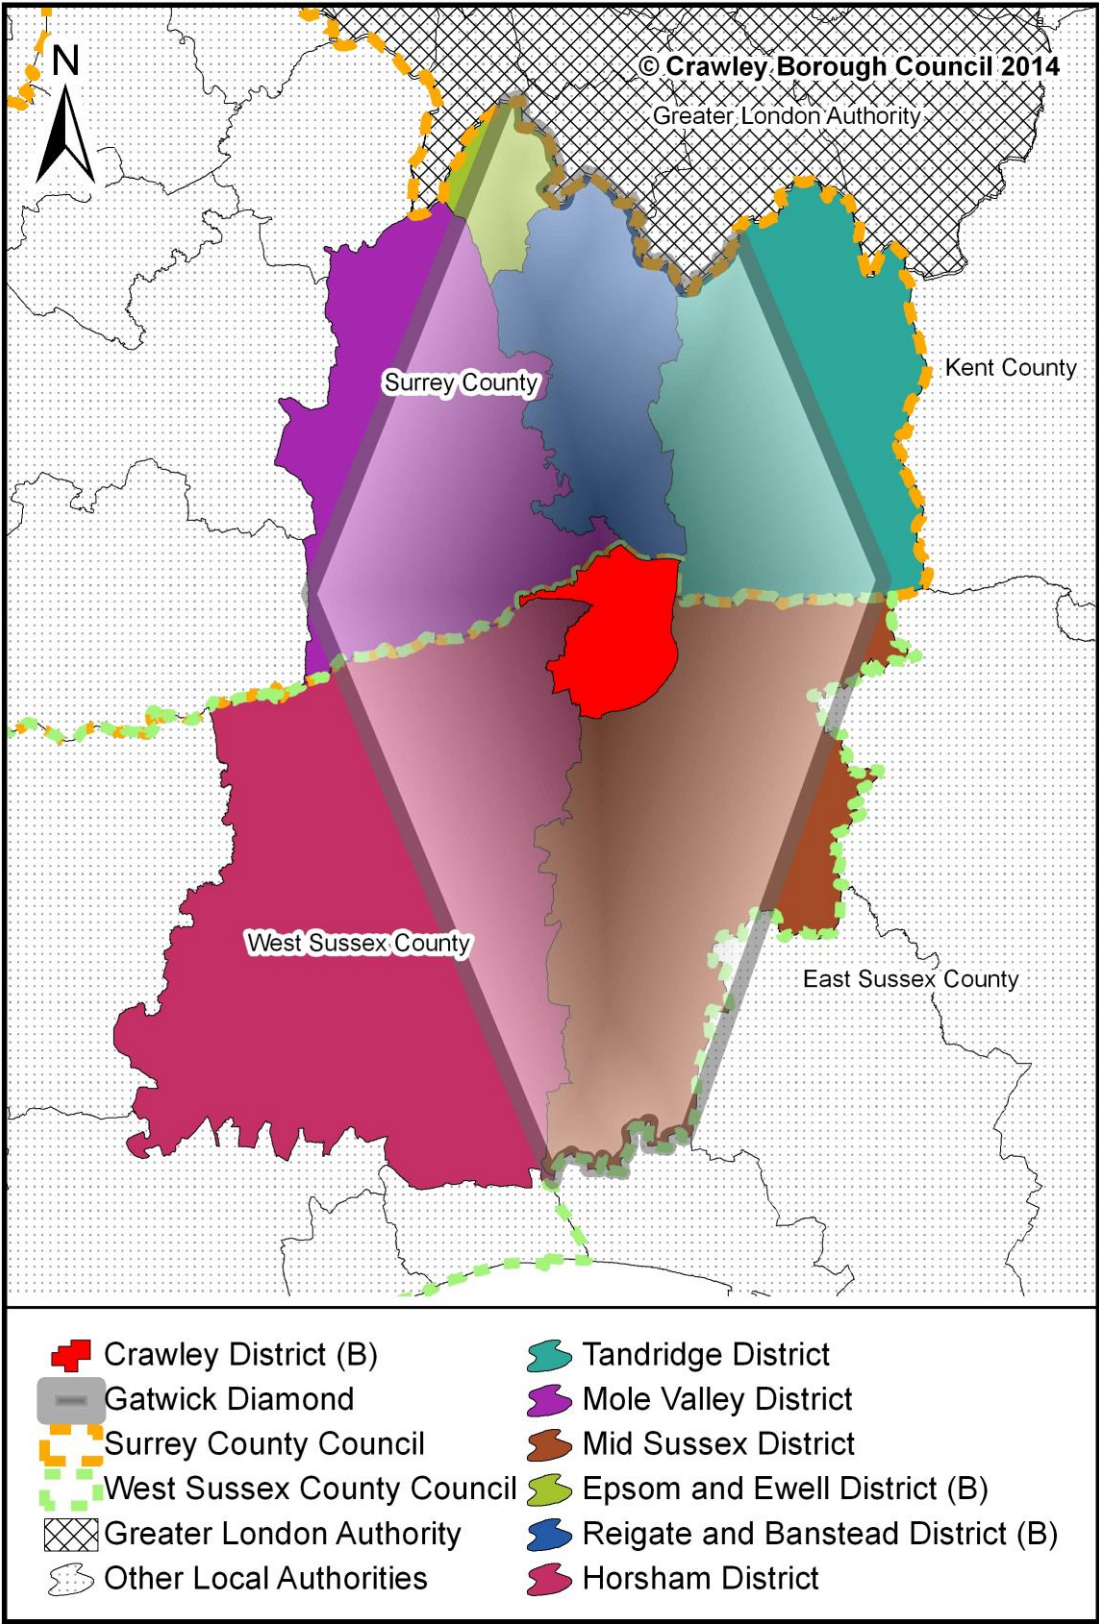 N
© Crawley Borough Council 2014
Greater London Authority
Kent County
Surrey County
West Sussex County
East Sussex County
Crawley District (B)
Gatwick Diamond
Surrey County Council
West Sussex County Council
Greater London Authority
Other Local Authorities
Tandridge District
Mole Valley District
Mid Sussex District
Epsom and Ewell District (B)
Reigate and Banstead District (B)
Horsham District